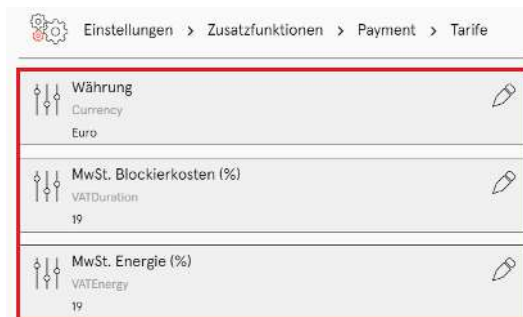 Einstellungen > Zusatzfunktionen > Payment > Tarife
Währung
Currency
Euro
MwSt. Blockierkosten (%)
VATDuration
19
MwSt. Energie (%)
VATEnergy
19